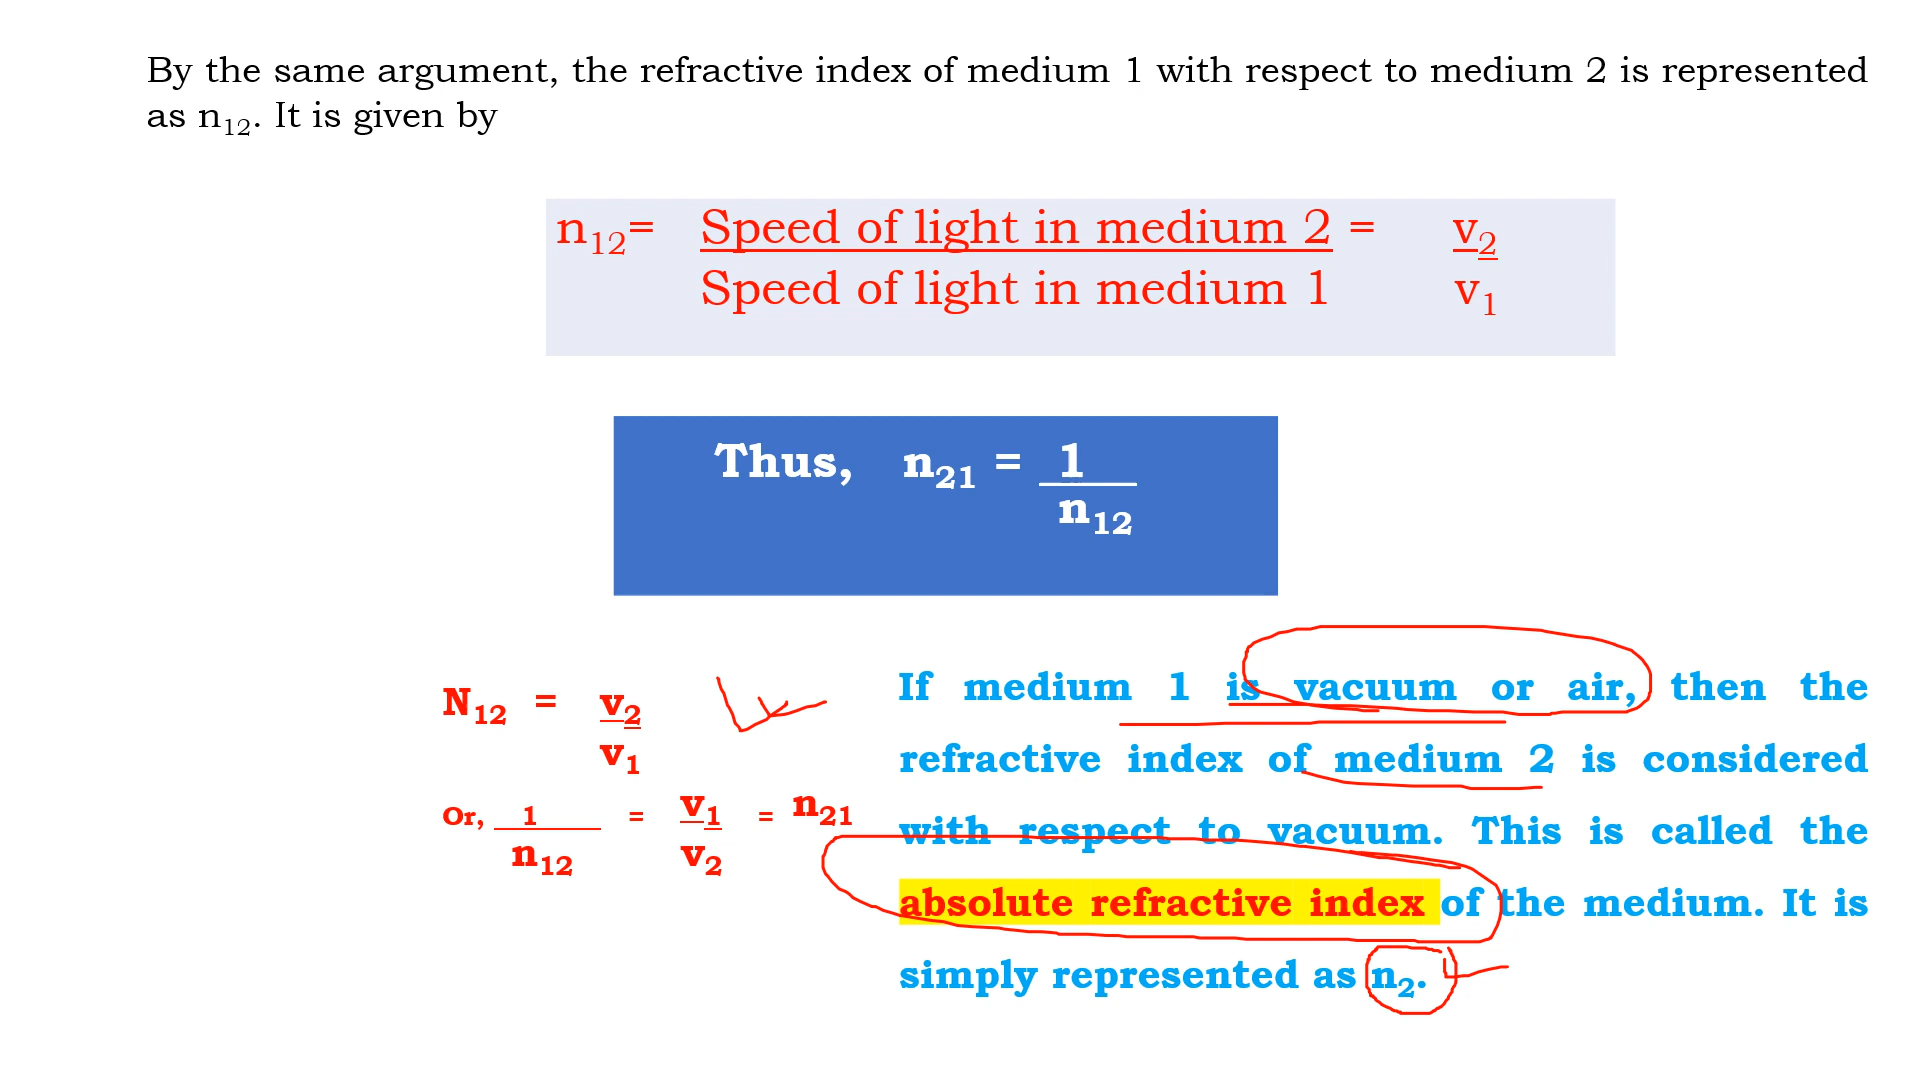 By the same argument, the refractive index of medium 1 with respect to medium 2 is represented
as n₁₂. It is given by
n₁₂= Speed of light in medium 2 = v₂
Speed of light in medium 1 v₁
Thus, n₂₁ = 1
n₁₂
N₁₂ = v₂
v₁
Or, 1 = v₁ = n₂₁
n₁₂ v₂
If medium 1 is vacuum or air, then the
refractive index of medium 2 is considered
with respect to vacuum. This is called the
absolute refractive index of the medium. It is
simply represented as n₂.